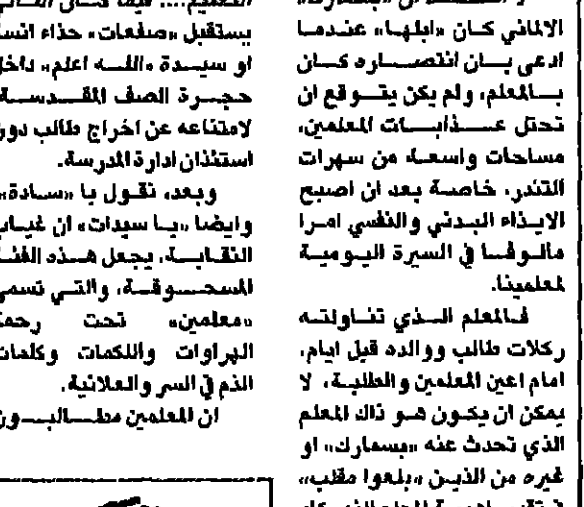 الالماني كان «ابلها» عندما
ادعى بان انتصاره كان
بالمعلم، ولم يكن يتوقع ان
تحتل عذابات المعلمين،
مساحات واسعة من سهرات
التندر، خاصة بعد ان اصبح
الايذاء البدني والنفسي امرا
مالوفا في السيرة اليومية
لمعلمينا.
فالمعلم الذي تناولته
ركلات طالب ووالده قبل ايام،
امام اعين المعلمين والطلبة، لا
يمكن ان يكون هو ذاك المعلم
الذي تحدث عنه «بسمارك» او
غيره من الذين «بلعوا مقلب»
يستقبل «صفعات» حذاء انسا
او سيدة «الله اعلم» داخل
حجرة الصف المقدسة،
لامتناعه عن اخراج طالب دون
استئذان ادارة المدرسة.
وبعد، نقول يا «سادة»
وايضا «يا سيدات» ان غياب
النقابة، يجعل هذه الفئة
المسحوقة، والتي تسمى
«معلمين» تحت رحمة
الهراوات واللكمات وكلمات
الذم في السر والعلانية.
ان المعلمين مطالبون